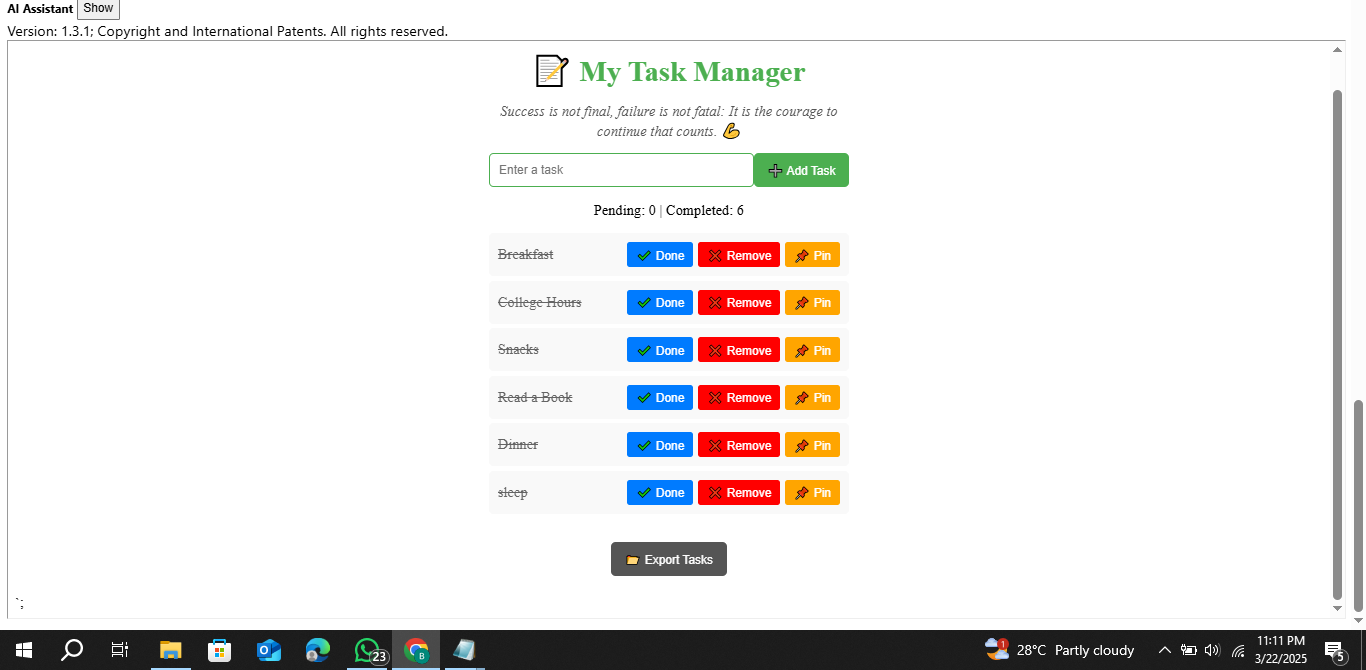 AI Assistant Show
Version: 1.3.1; Copyright and International Patents. All rights reserved.
My Task Manager
Success is not final, failure is not fatal: It is the courage to
continue that counts.
Enter a task Add Task
Pending: 0 | Completed: 6
Breakfast Done Remove Pin
College Hours Done Remove Pin
Snacks Done Remove Pin
Read a Book Done Remove Pin
Dinner Done Remove Pin
sleep Done Remove Pin
Export Tasks
`;
23 B 1 28°C Partly cloudy 11:11 PM
3/22/2025 5